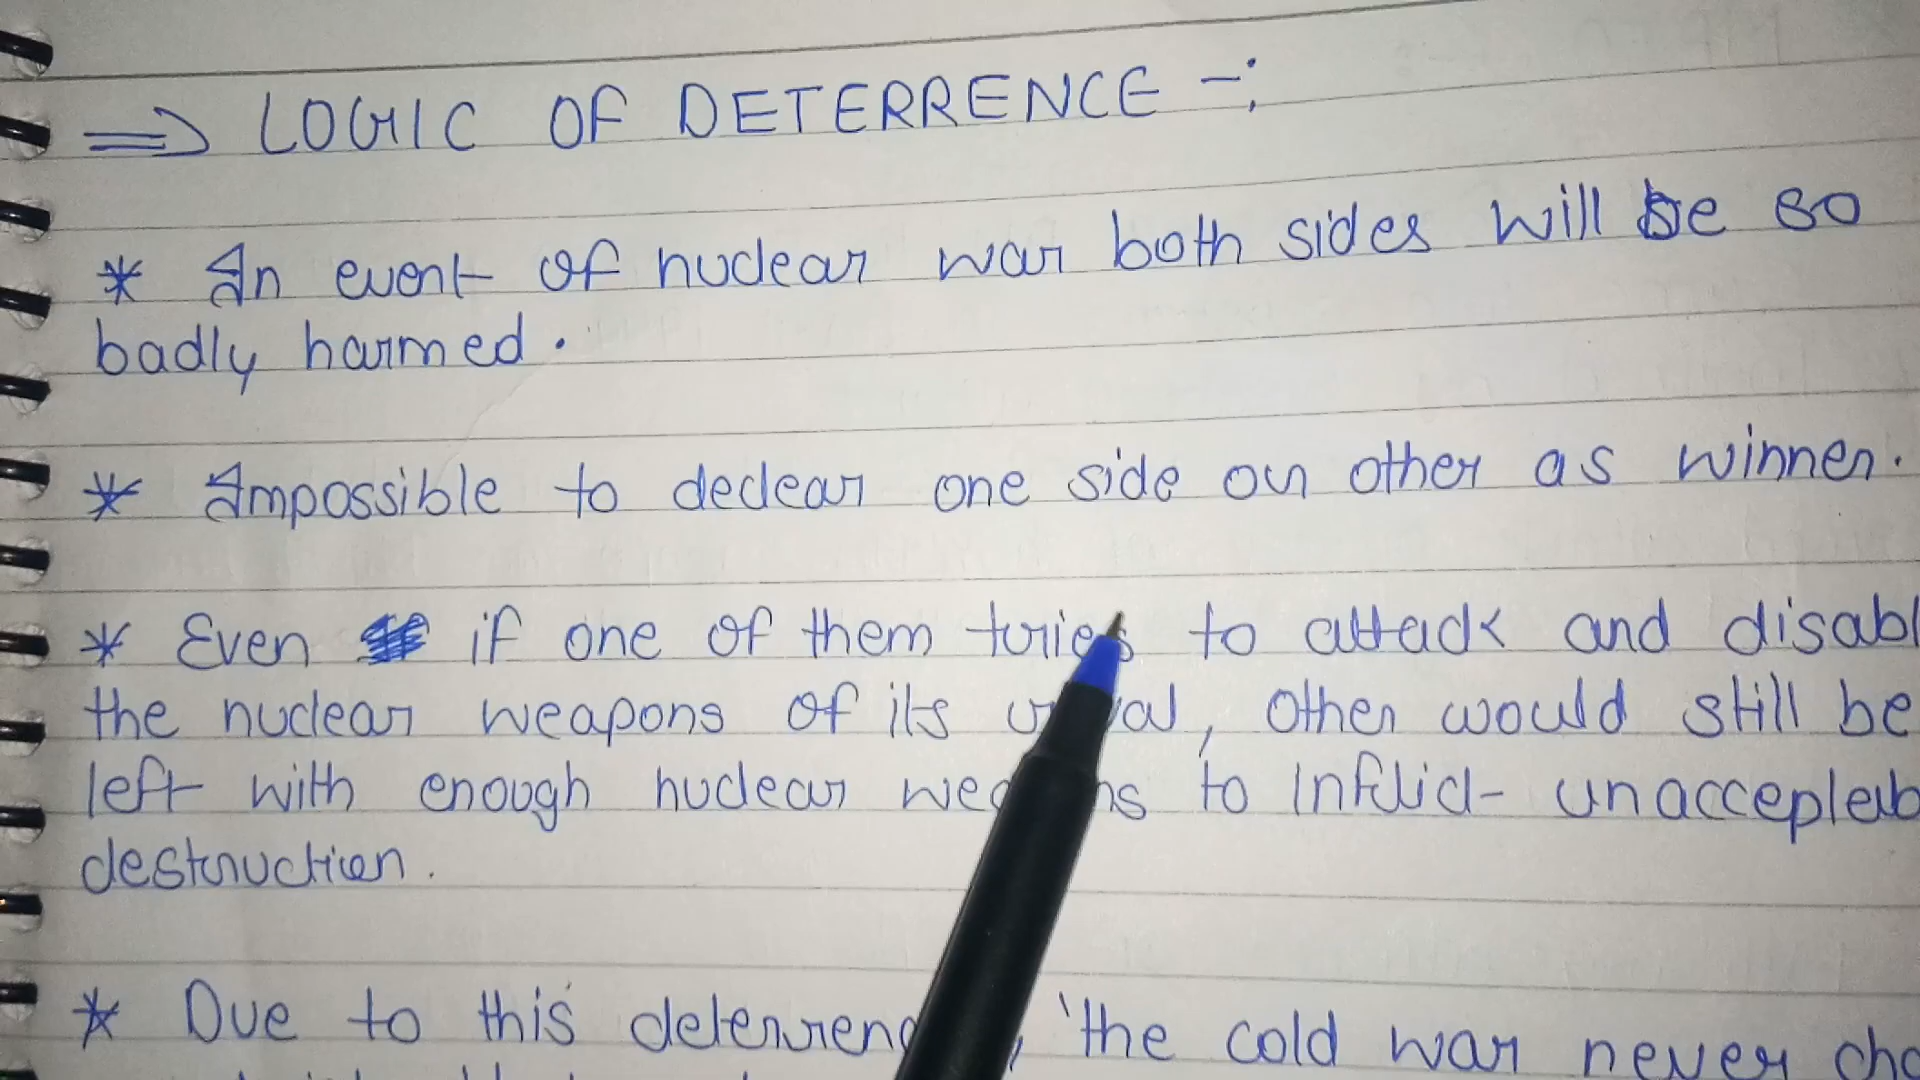 ⇒ LOGIC OF DETERRENCE -:
* In event of nuclear war both sides will be so
badly harmed.
* Impossible to declear one side or other as winner.
* Even if one of them tries to attack and disabl
the nuclear weapons of its, other would still be
left with enough nuclear to inflict unacceptab
destruction.
* Due to this deterrenc, 'the cold war never cha